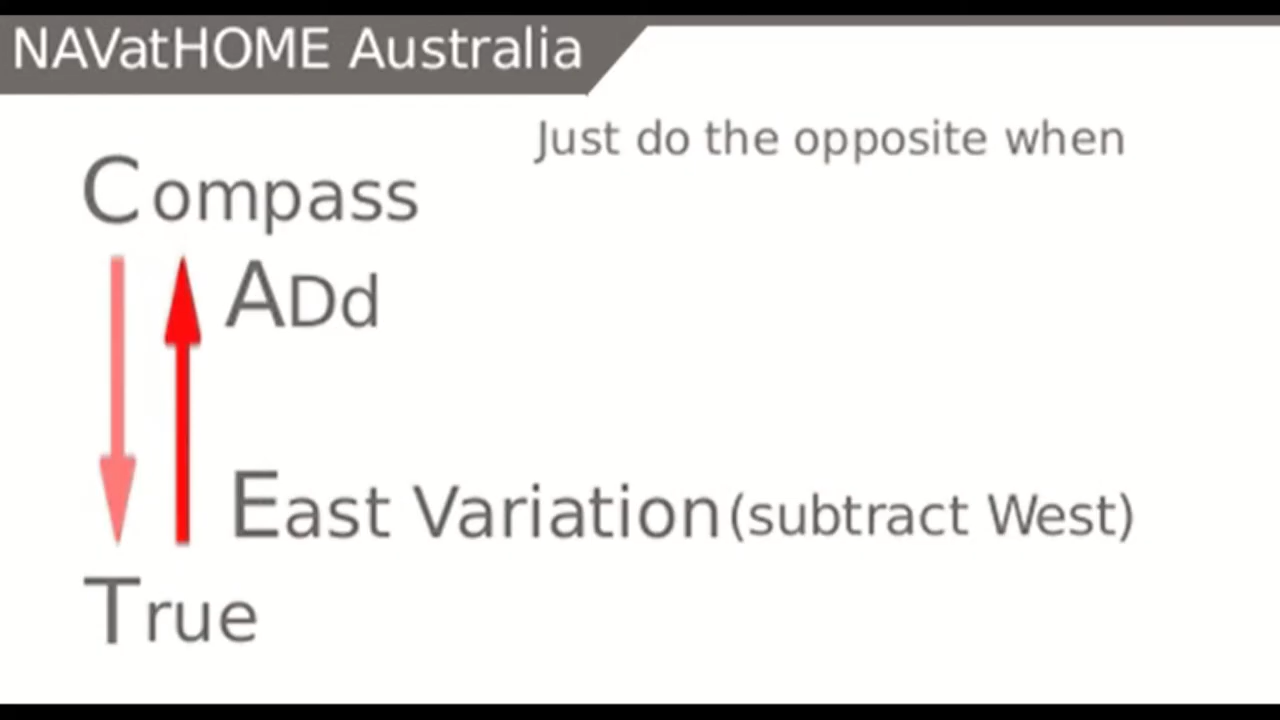 NAVatHOME Australia
Just do the opposite when
Compass
ADd
East Variation (subtract West)
True